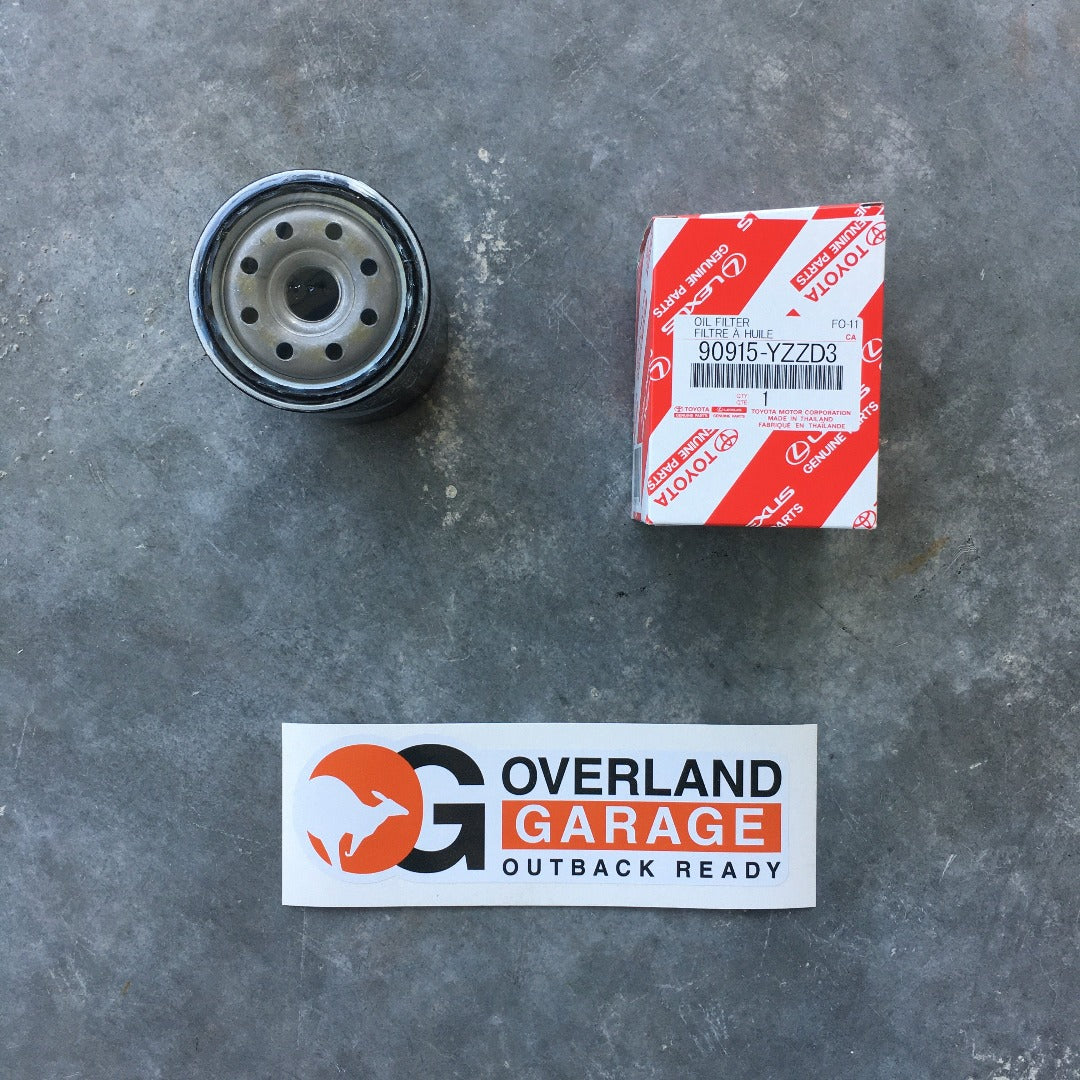 LEXUS
GENUINE PARTS
TOYOTA
GENUINE PARTS
OIL FILTER FO-11
FILTRE À HUILE CA
90915-YZZD3
QTY
QTE 1
TOYOTA LEXUS TOYOTA MOTOR CORPORATION
GENUINE PARTS GENUINE PARTS MADE IN THAILAND
FABRIQUÉ EN THAÏLANDE
TOYOTA
GENUINE PARTS
GENUINE PARTS
LEXUS
PARTS
OG OVERLAND
GARAGE
OUTBACK READY